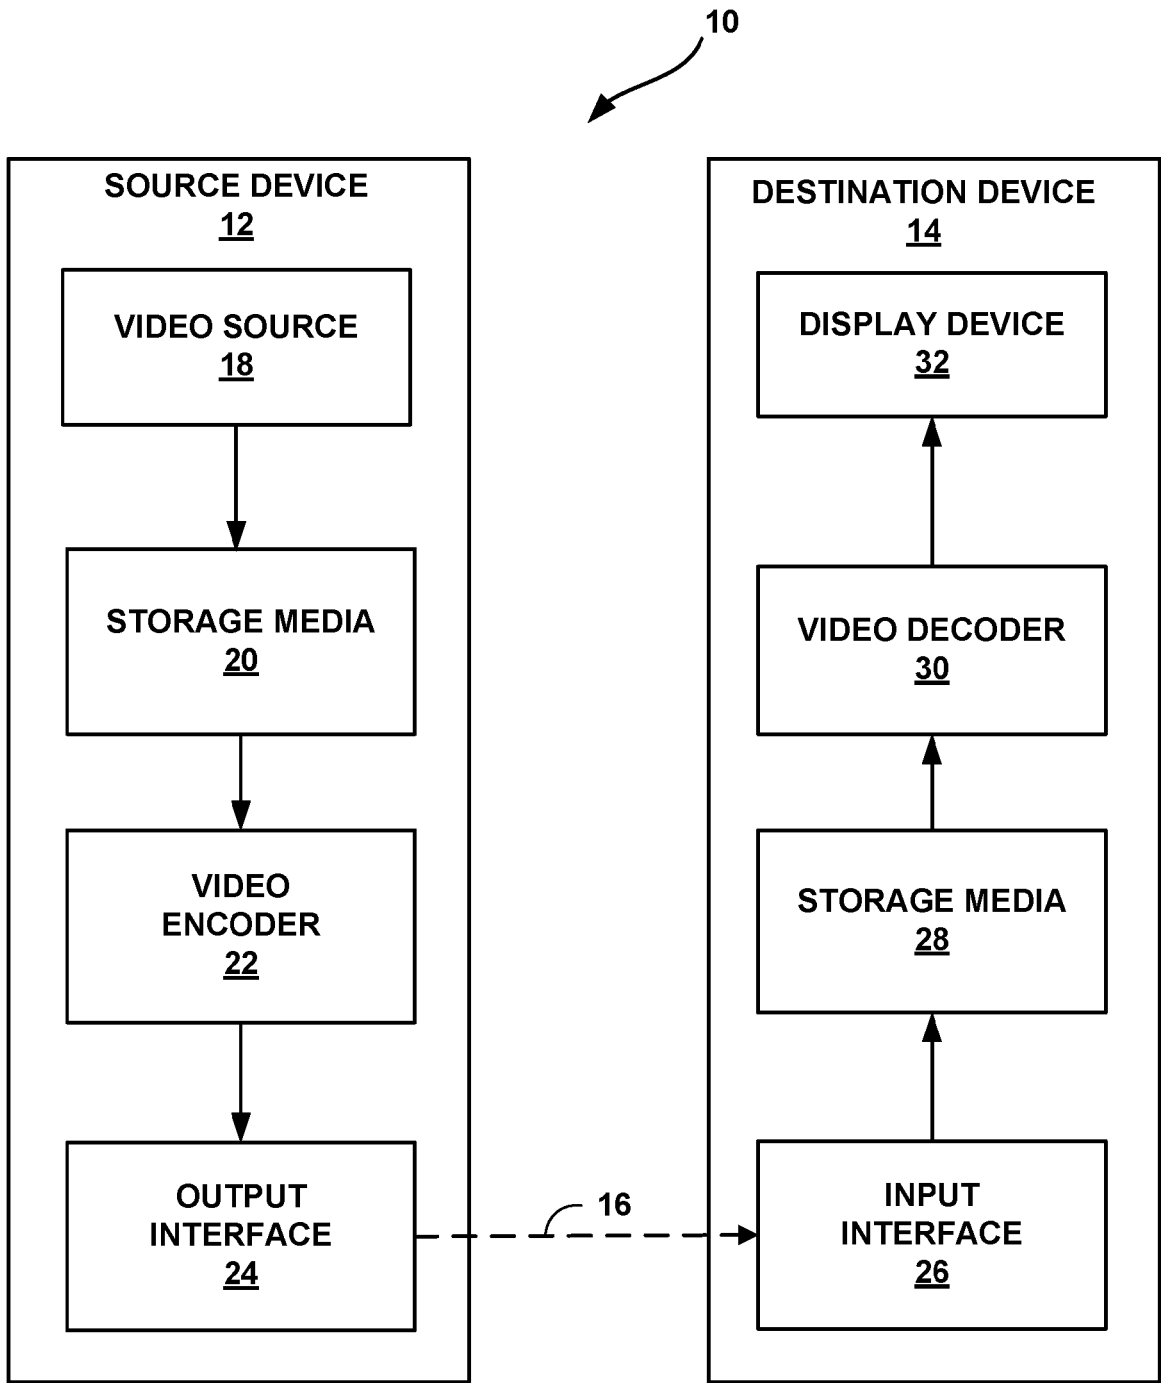 10
SOURCE DEVICE
12
VIDEO SOURCE
18
STORAGE MEDIA
20
VIDEO
ENCODER
22
OUTPUT
INTERFACE
24
16
DESTINATION DEVICE
14
DISPLAY DEVICE
32
VIDEO DECODER
30
STORAGE MEDIA
28
INPUT
INTERFACE
26